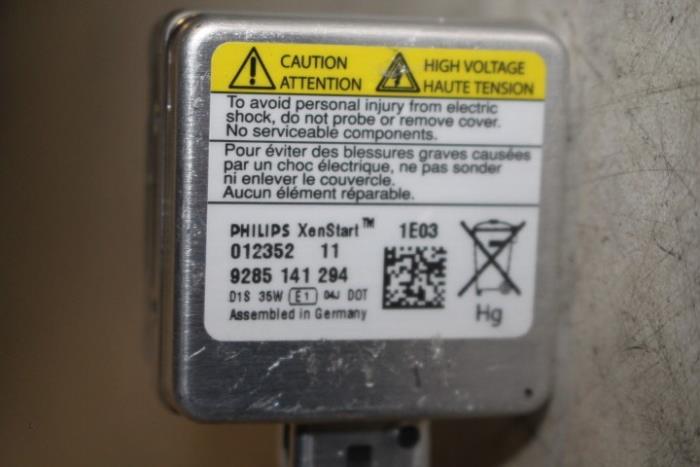 CAUTION
ATTENTION
HIGH VOLTAGE
HAUTE TENSION
To avoid personal injury from electric
shock, do not probe or remove cover.
No serviceable components.
Pour éviter des blessures graves causées
par un choc électrique, ne pas sonder
ni enlever le couvercle.
Aucun élément réparable.
PHILIPS XenStart™ 1E03
012352 11
9285 141 294
D1S 35W E1 04J DOT
Assembled in Germany
Hg